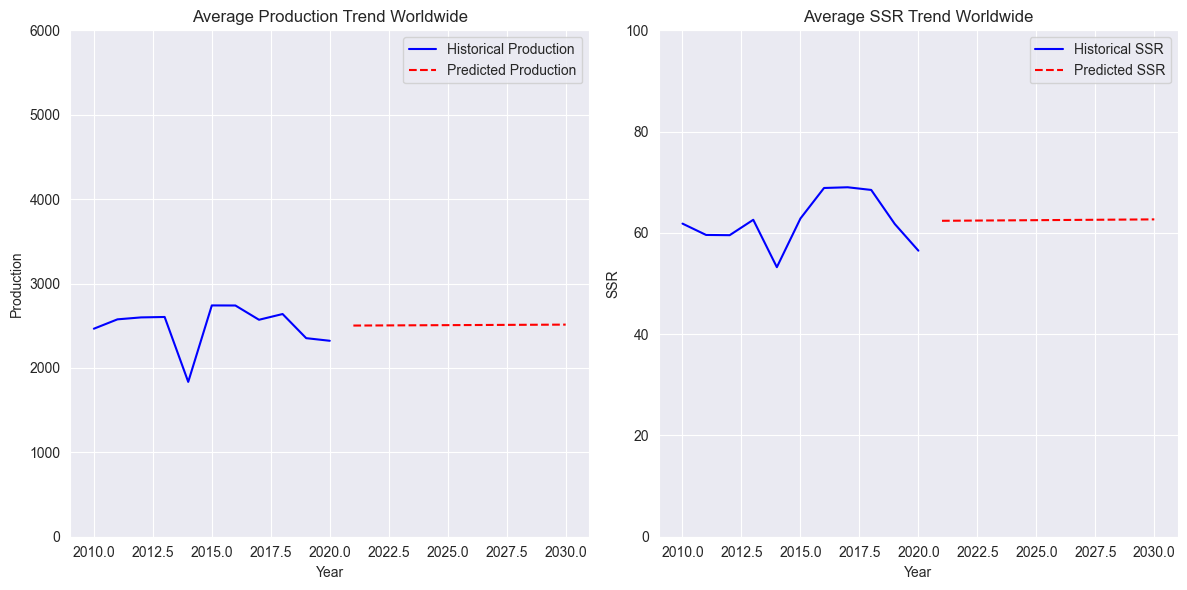 Average Production Trend Worldwide
6000
5000
4000
3000
2000
1000
0
Production
Historical Production
Predicted Production
2010.0 2012.5 2015.0 2017.5 2020.0 2022.5 2025.0 2027.5 2030.0
Year
Average SSR Trend Worldwide
100
80
60
40
20
0
SSR
Historical SSR
Predicted SSR
2010.0 2012.5 2015.0 2017.5 2020.0 2022.5 2025.0 2027.5 2030.0
Year